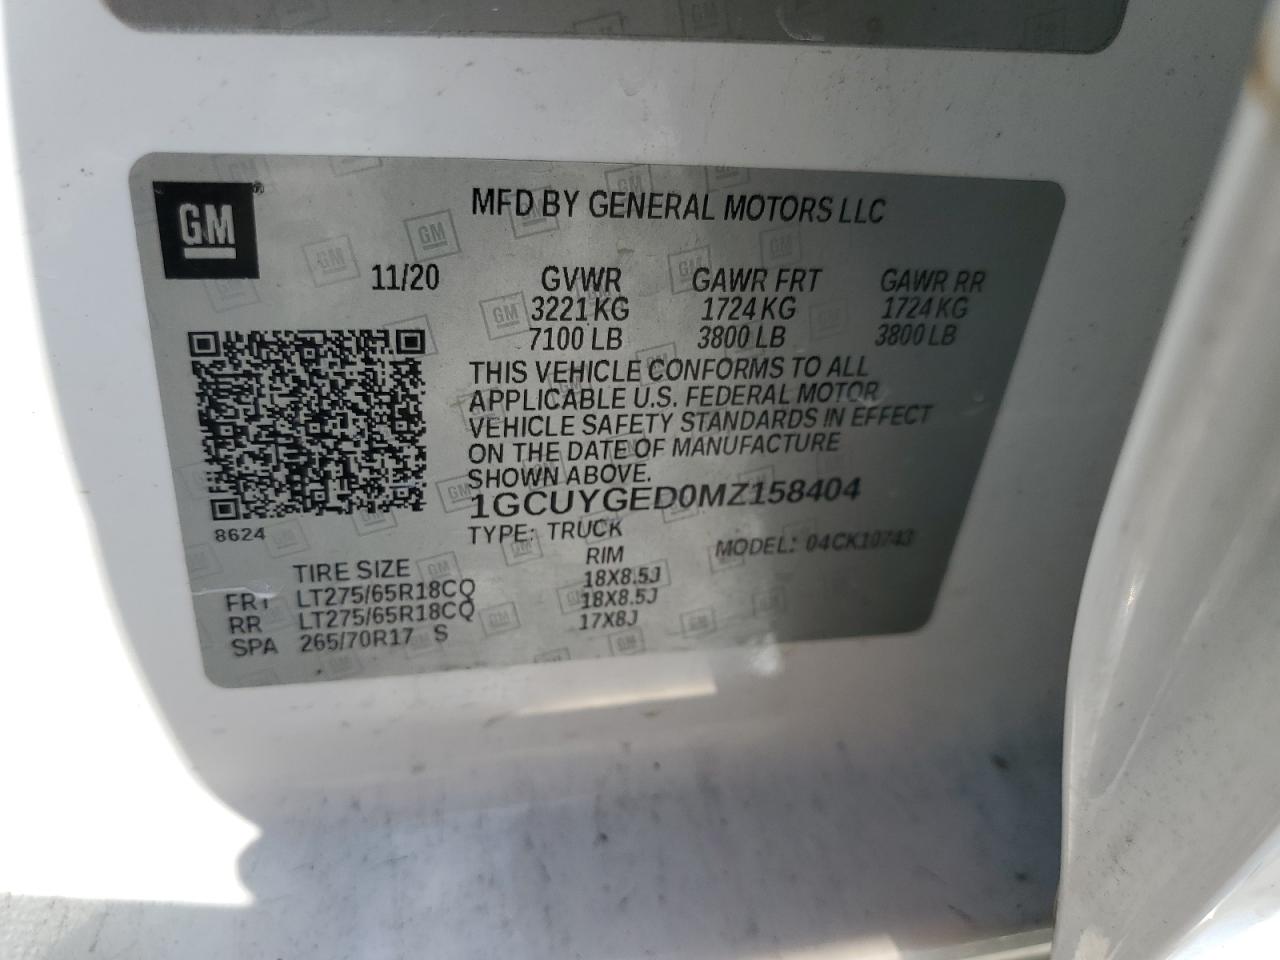 GM ®
MFD BY GENERAL MOTORS LLC
11/20 GVWR GAWR FRT GAWR RR
3221 KG 1724 KG 1724 KG
7100 LB 3800 LB 3800 LB
THIS VEHICLE CONFORMS TO ALL
APPLICABLE U.S. FEDERAL MOTOR
VEHICLE SAFETY STANDARDS IN EFFECT
ON THE DATE OF MANUFACTURE
SHOWN ABOVE.
1GCUYGED0MZ158404
8624 TYPE: TRUCK MODEL: 04CK10743
TIRE SIZE RIM
FRT LT275/65R18CQ 18X8.5J
RR LT275/65R18CQ 18X8.5J
SPA 265/70R17 S 17X8J